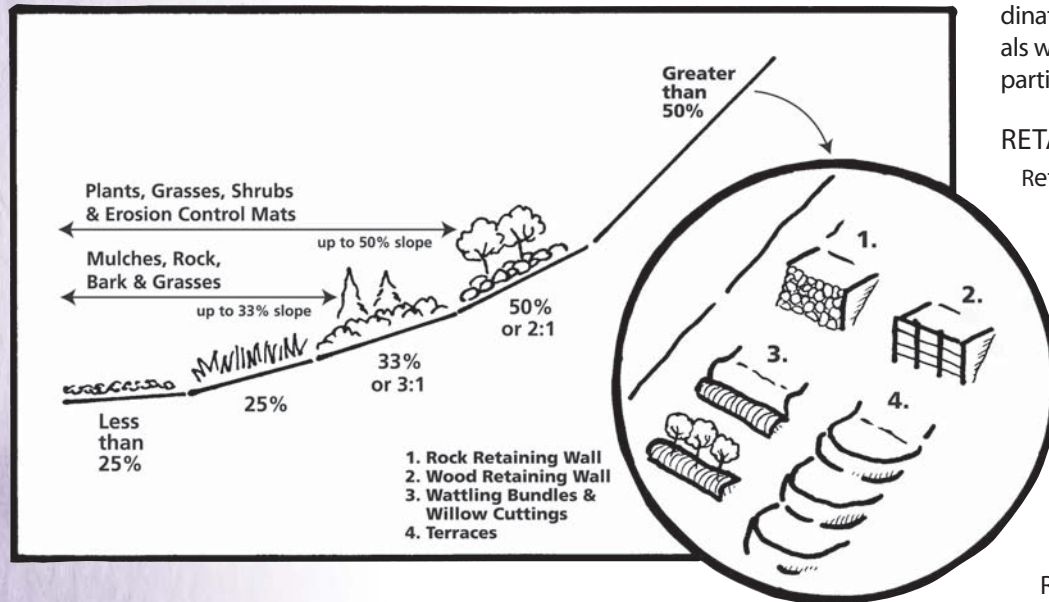 Greater
than
50%
Plants, Grasses, Shrubs
& Erosion Control Mats
up to 50% slope
Mulches, Rock,
Bark & Grasses
up to 33% slope
50%
or 2:1
33%
or 3:1
25%
Less
than
25%
1. Rock Retaining Wall
2. Wood Retaining Wall
3. Wattling Bundles &
Willow Cuttings
4. Terraces
1.
2.
3.
4.